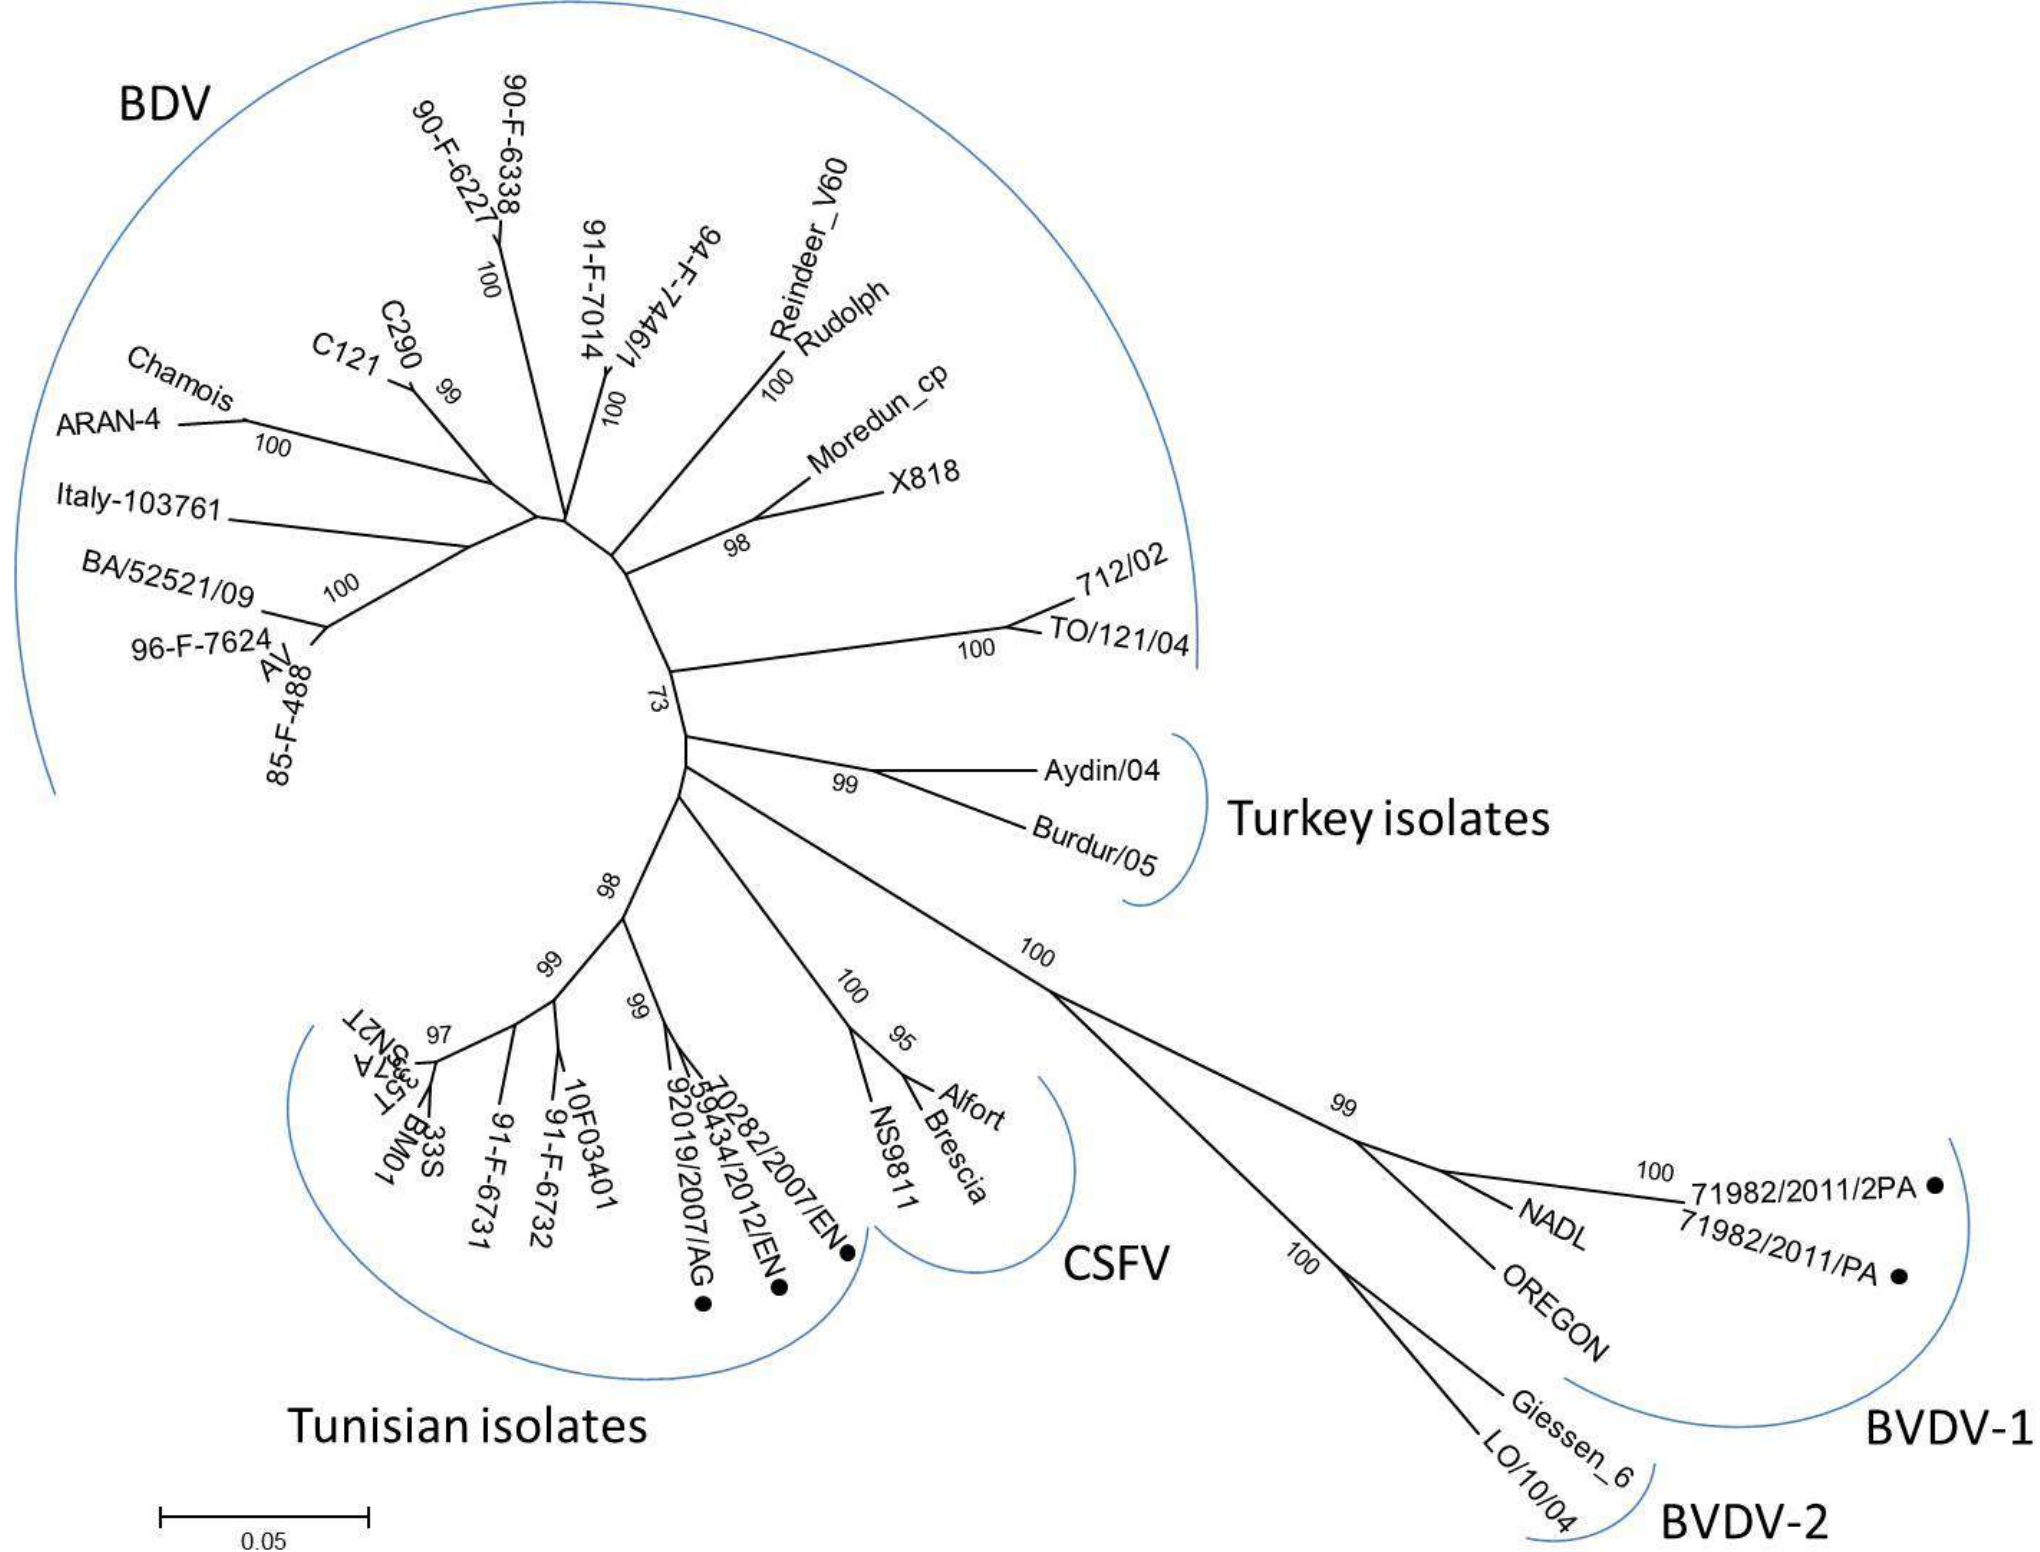 BDV
90-F-6227
90-F-6338
100
91-F-7014
94-F-7446/1
100
Reindeer_V60
Rudolph
100
Moredun_cp
X818
98
C290
C121
99
Chamois
ARAN-4
100
Italy-103761
BA/52521/09
100
96-F-7624
AV
85-F-488
712/02
TO/121/04
100
73
Aydin/04
99
Burdur/05
Turkey isolates
98
99
99
97
SN2T
BM01
33S
91-F-6731
91-F-6732
10F03401
92019/2007/AG
59434/2012/EN
70282/2007/EN
Tunisian isolates
100
95
Alfort
Brescia
NS9811
CSFV
100
99
100
71982/2011/2PA
71982/2011/PA
NADL
OREGON
BVDV-1
100
Giessen_6
LO/10/04
BVDV-2
0.05